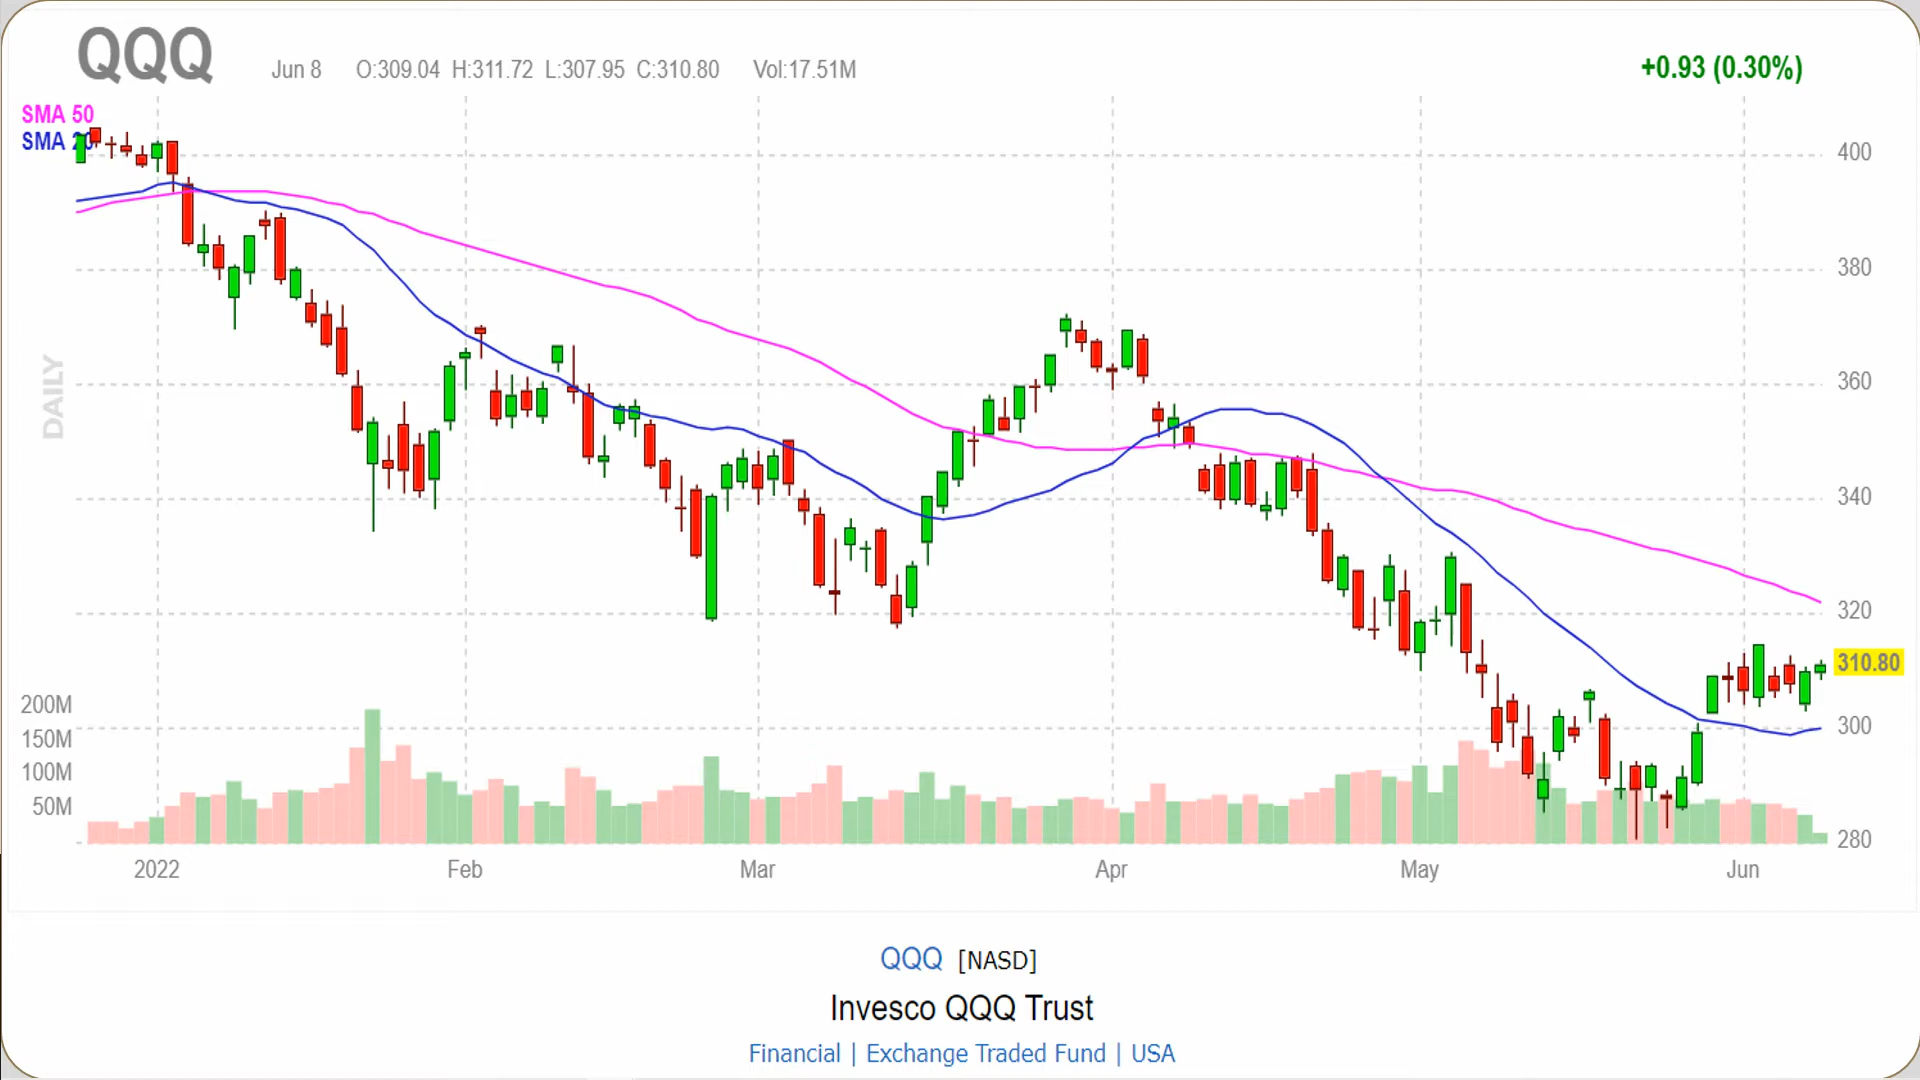 QQQ Jun 8 O:309.04 H:311.72 L:307.95 C:310.80 Vol:17.51M +0.93 (0.30%)
SMA 50
SMA 20
400
380
360
DAILY
340
320
310.80
300
200M
150M
100M
50M
280
2022 Feb Mar Apr May Jun
QQQ [NASD]
Invesco QQQ Trust
Financial | Exchange Traded Fund | USA